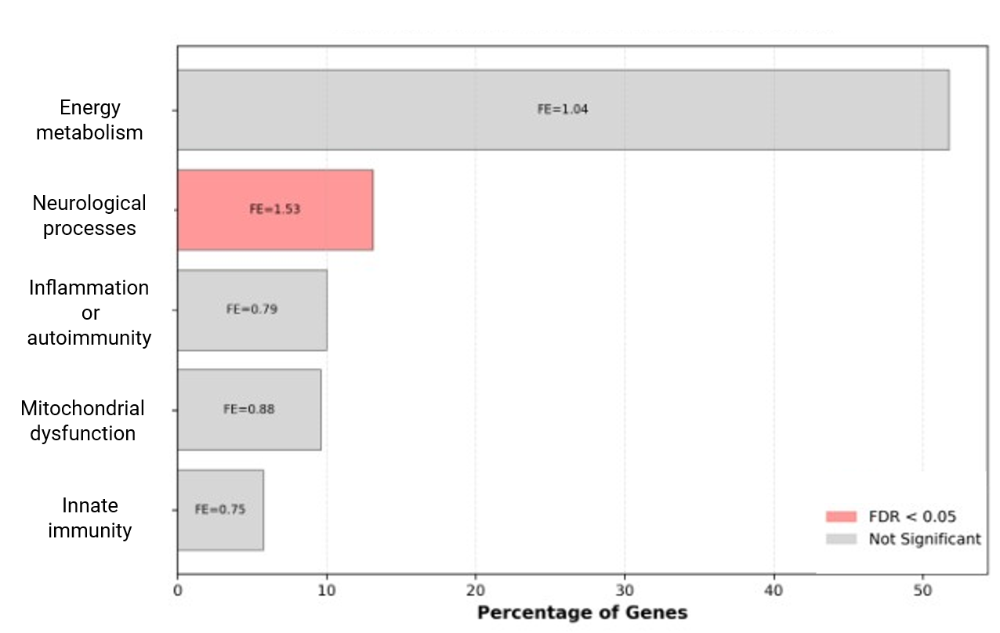 Energy
metabolism
FE=1.04
Neurological
processes
FE=1.53
Inflammation
or
autoimmunity
FE=0.79
Mitochondrial
dysfunction
FE=0.88
Innate
immunity
FE=0.75
FDR < 0.05
Not Significant
0 10 20 30 40 50
Percentage of Genes